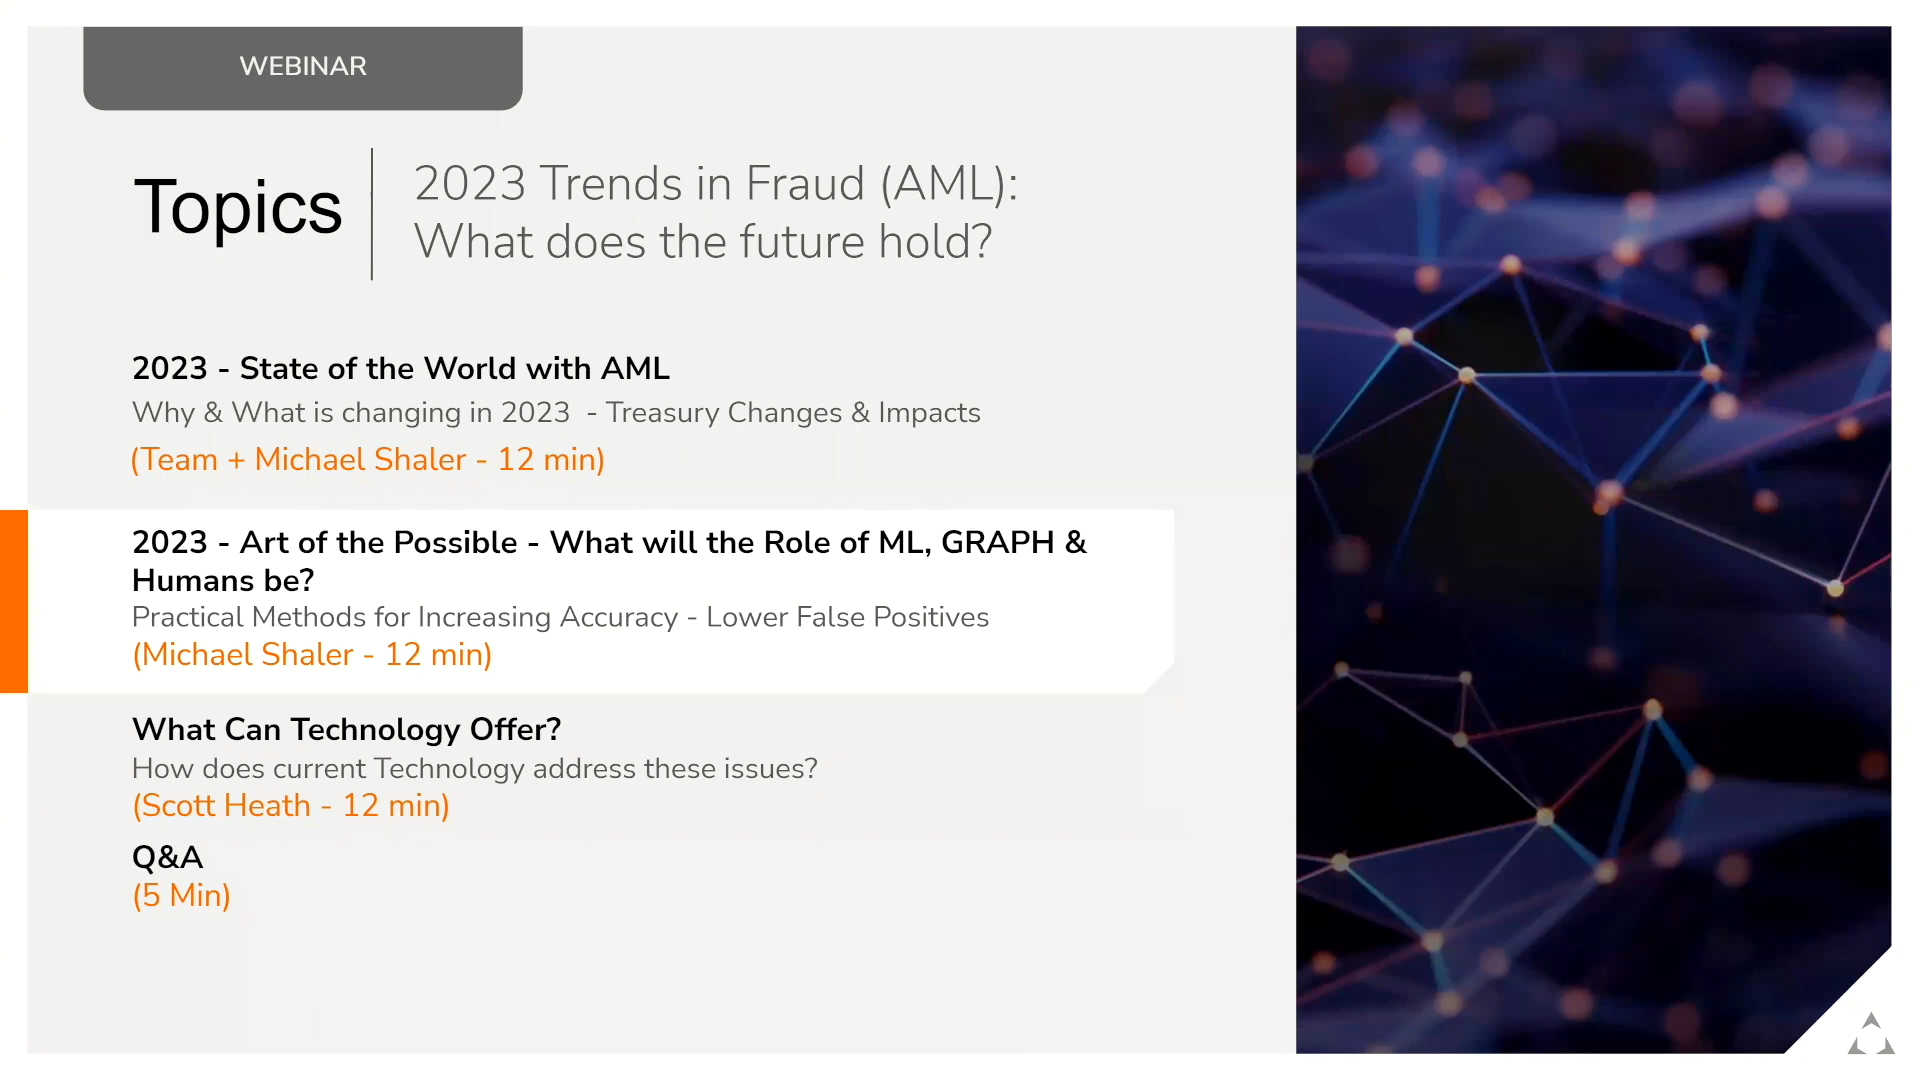 WEBINAR
Topics
2023 Trends in Fraud (AML):
What does the future hold?
2023 - State of the World with AML
Why & What is changing in 2023 - Treasury Changes & Impacts
(Team + Michael Shaler - 12 min)
2023 - Art of the Possible - What will the Role of ML, GRAPH &
Humans be?
Practical Methods for Increasing Accuracy - Lower False Positives
(Michael Shaler - 12 min)
What Can Technology Offer?
How does current Technology address these issues?
(Scott Heath - 12 min)
Q&A
(5 Min)